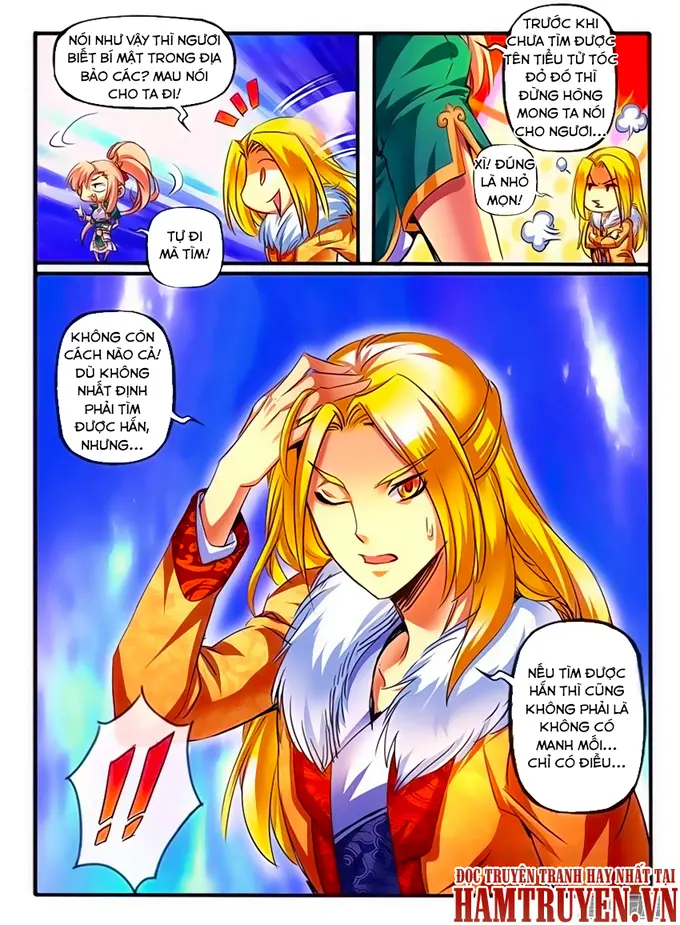 NÓI NHƯ VẬY THÌ NGƯƠI
BIẾT BÍ MẬT TRONG ĐỊA
BẢO CÁC? MAU NÓI
CHO TA ĐI!
TỰ ĐI
MÀ TÌM!
TRƯỚC KHI
CHƯA TÌM ĐƯỢC
TÊN TIỂU TỬ TÓC
ĐỎ ĐÓ THÌ
ĐỪNG HÒNG
MONG TA NÓI
CHO NGƯƠI...
XÌ! ĐÚNG
LÀ NHỎ
MỌN!
KHÔNG CÒN
CÁCH NÀO CẢ!
DÙ KHÔNG
NHẤT ĐỊNH
PHẢI TÌM
ĐƯỢC HẮN,
NHƯNG...
!!
NẾU TÌM ĐƯỢC
HẮN THÌ CŨNG
KHÔNG PHẢI LÀ
KHÔNG CÓ
MANH MỐI...
CHỈ CÓ ĐIỀU...
ĐỌC TRUYỆN TRANH HAY NHẤT TẠI
HAMTRUYEN.VN